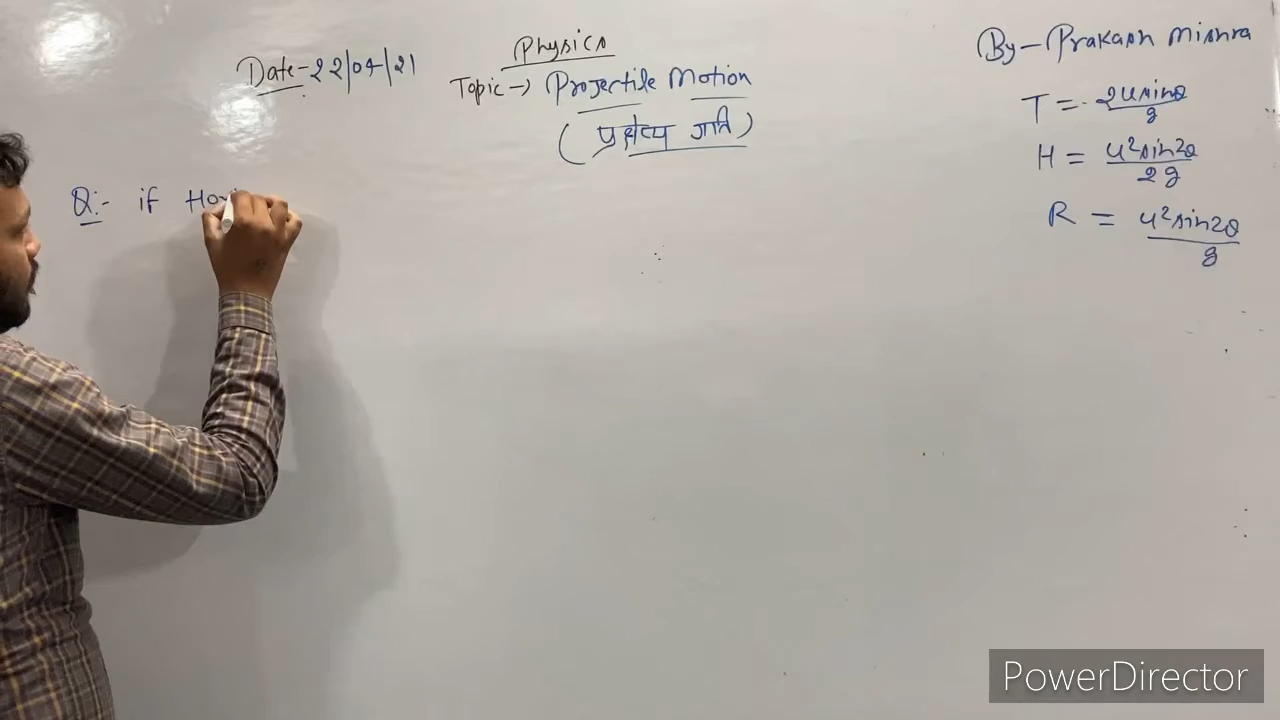 Physics
Date-22/04/21
Topic→ Projectile Motion
(प्रक्षेप्य गति)
By-Prakash Mishra
T = 2usinθ/g
H = u²sin²θ/2g
R = u²sin2θ/g
Q:- if Hori
PowerDirector